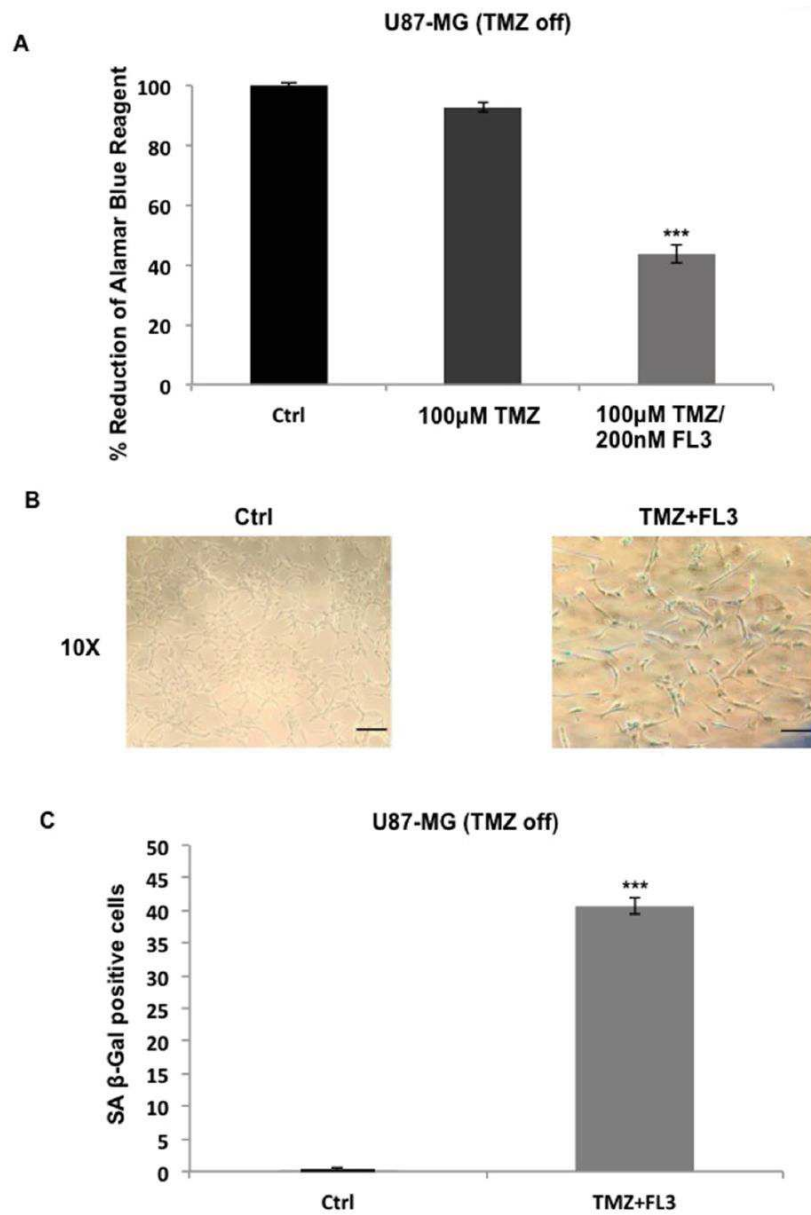 U87-MG (TMZ off)
A
% Reduction of Alamar Blue Reagent
100
80
60
40
20
0
***
Ctrl
100µM TMZ
100µM TMZ/
200nM FL3
B
Ctrl
TMZ+FL3
10X
C
U87-MG (TMZ off)
SA β-Gal positive cells
50
45
40
35
30
25
20
15
10
5
0
***
Ctrl
TMZ+FL3